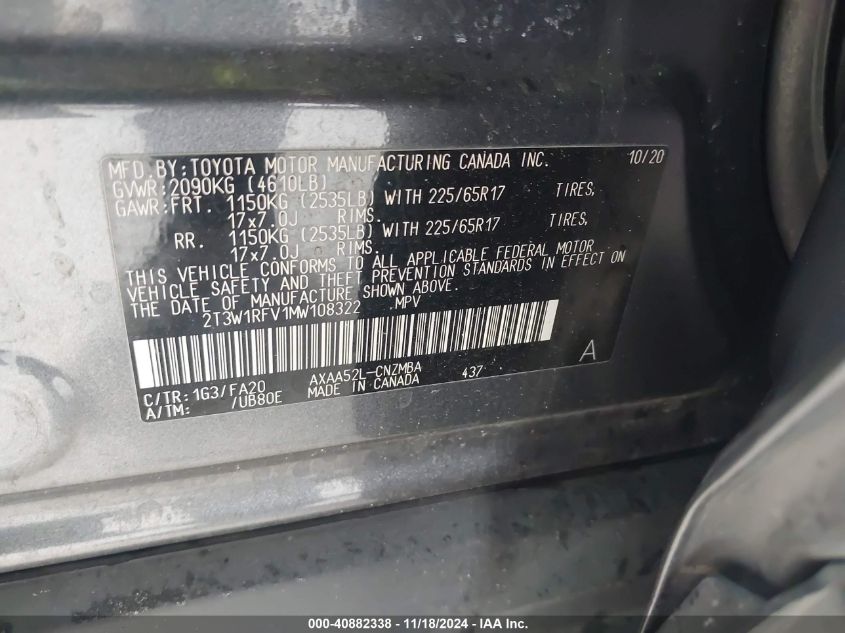 MFD.BY:TOYOTA MOTOR MANUFACTURING CANADA INC. 10/20
GVWR:2090KG (4610LB)
GAWR:FRT. 1150KG (2535LB) WITH 225/65R17 TIRES,
17x7.0J RIMS.
RR. 1150KG (2535LB) WITH 225/65R17 TIRES,
17x7.0J RIMS.
THIS VEHICLE CONFORMS TO ALL APPLICABLE FEDERAL MOTOR
VEHICLE SAFETY AND THEFT PREVENTION STANDARDS IN EFFECT ON
THE DATE OF MANUFACTURE SHOWN ABOVE.
2T3W1RFV1MW108322 .MPV
A
C/TR:1G3/FA20 AXAA52L-CNZMBA 437
A/TM: /UB80E MADE IN CANADA
000-40882338 - 11/18/2024 - IAA Inc.